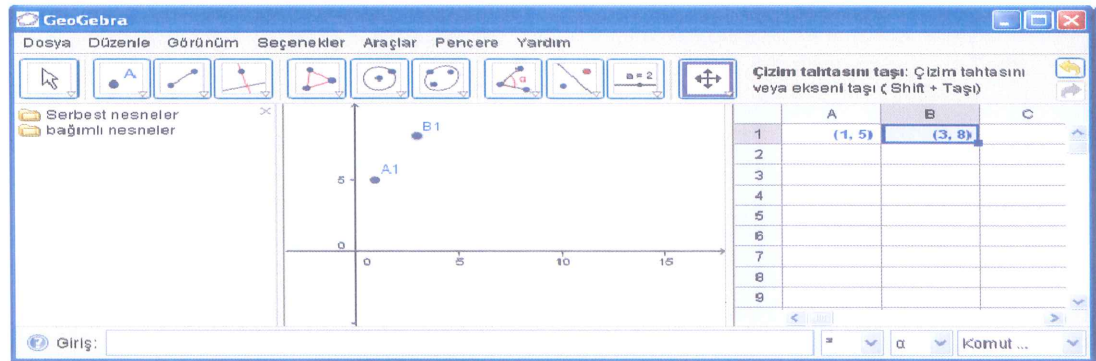 GeoGebra
Dosya Düzenle Görünüm Seçenekler Araçlar Pencere Yardım
A
α
a = 2
Çizim tahtasını taşı: Çizim tahtasını
veya ekseni taşı ( Shift + Taşı)
Serbest nesneler
bağımlı nesneler
B1
A1
5
0
0 5 10 15
A B C
1 (1, 5) (3, 8)
2
3
4
5
6
7
8
9
Giriş:
α
Komut ...